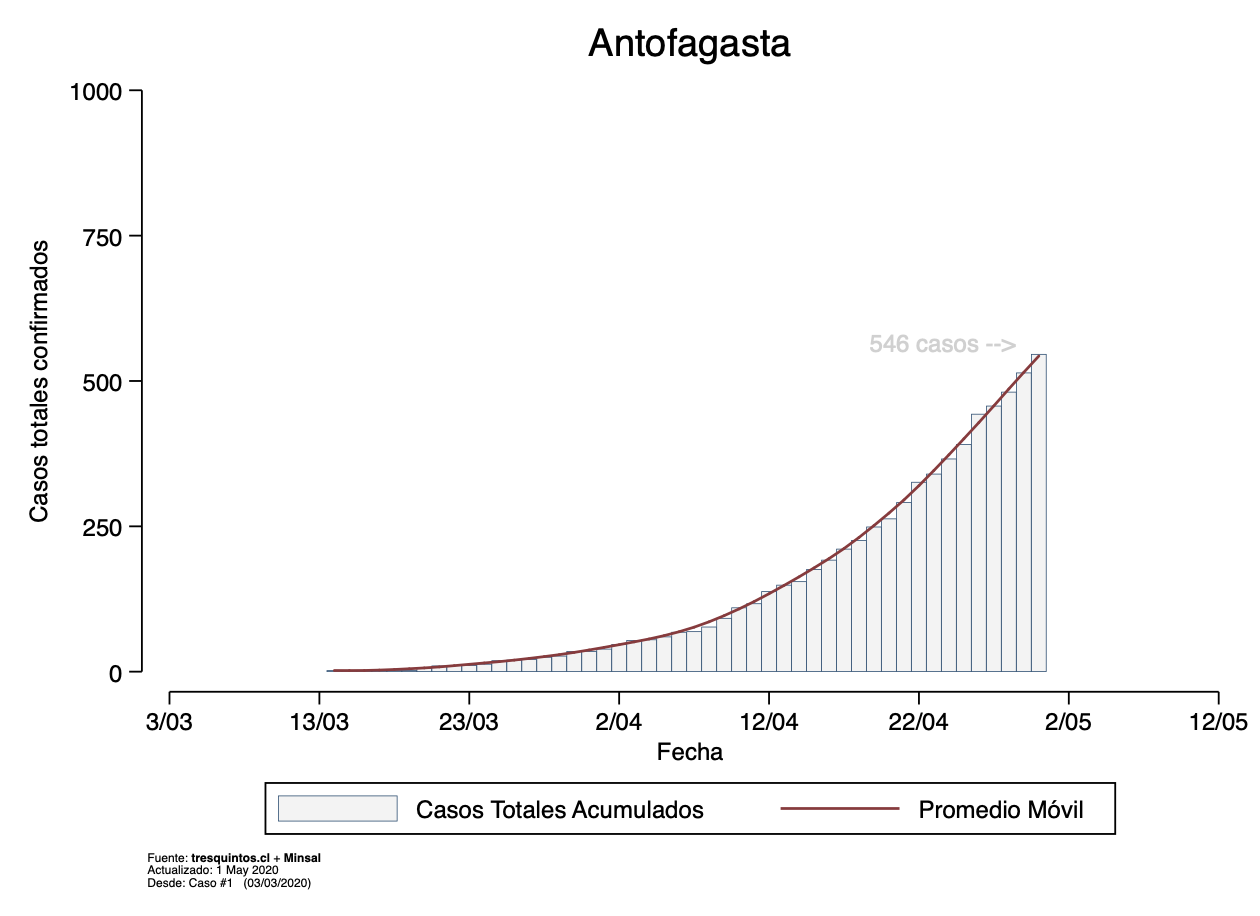 Antofagasta
Casos totales confirmados
1000
750
500
250
0
546 casos -->
3/03 13/03 23/03 2/04 12/04 22/04 2/05 12/05
Fecha
Casos Totales Acumulados Promedio Móvil
Fuente: tresquintos.cl + Minsal
Actualizado: 1 May 2020
Desde: Caso #1 (03/03/2020)